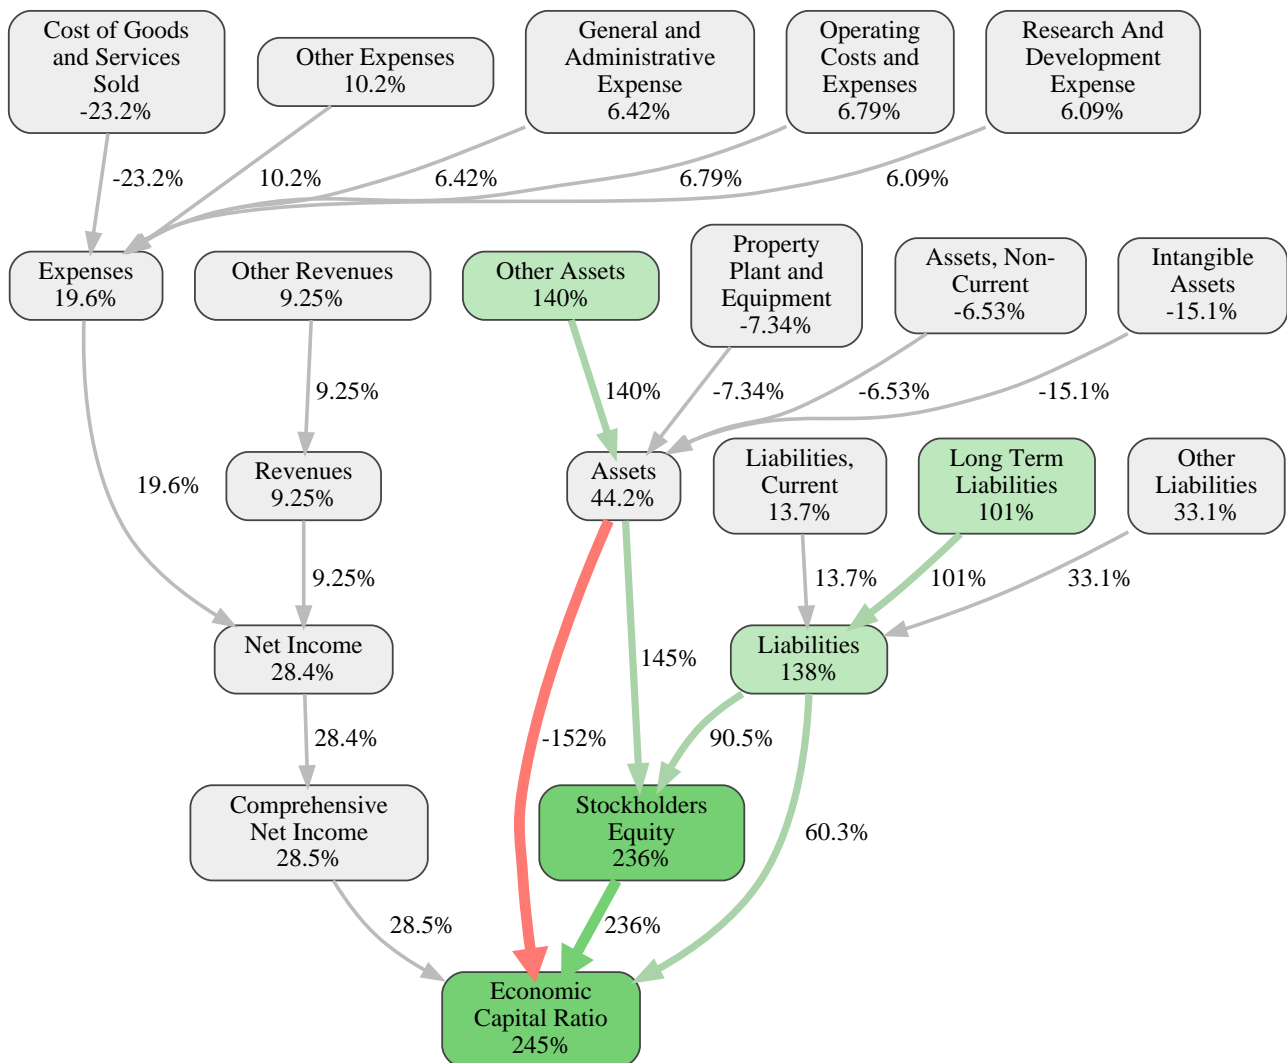 Cost of Goods
and Services
Sold
-23.2%
Other Expenses
10.2%
General and
Administrative
Expense
6.42%
Operating
Costs and
Expenses
6.79%
Research And
Development
Expense
6.09%
-23.2%
10.2%
6.42%
6.79%
6.09%
Expenses
19.6%
Other Revenues
9.25%
Other Assets
140%
Property
Plant and
Equipment
-7.34%
Assets, Non-
Current
-6.53%
Intangible
Assets
-15.1%
9.25%
140%
-7.34%
-6.53%
-15.1%
19.6%
Revenues
9.25%
Assets
44.2%
Liabilities,
Current
13.7%
Long Term
Liabilities
101%
Other
Liabilities
33.1%
9.25%
13.7%
101%
33.1%
Net Income
28.4%
145%
Liabilities
138%
28.4%
-152%
90.5%
Comprehensive
Net Income
28.5%
Stockholders
Equity
236%
60.3%
28.5%
236%
Economic
Capital Ratio
245%